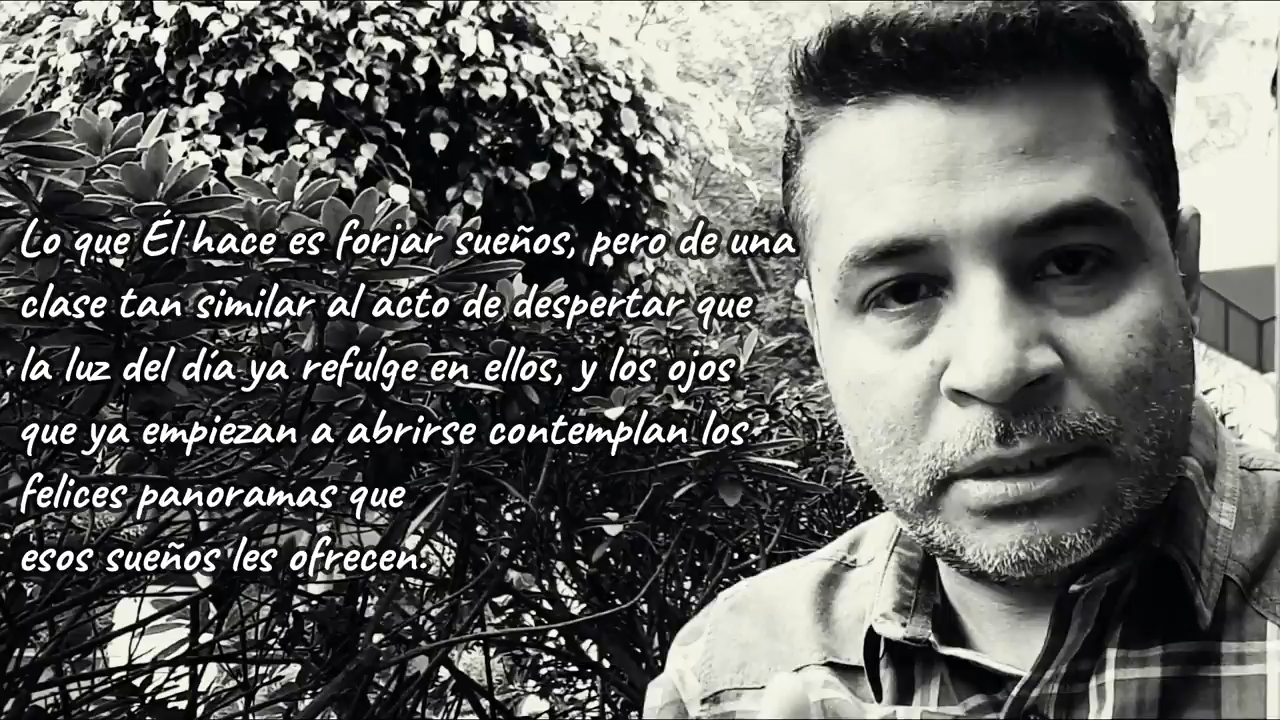 Lo que Él hace es forjar sueños, pero de una
clase tan similar al acto de despertar que
la luz del día ya refulge en ellos, y los ojos
que ya empiezan a abrirse contemplan los
felices panoramas que
esos sueños les ofrecen.